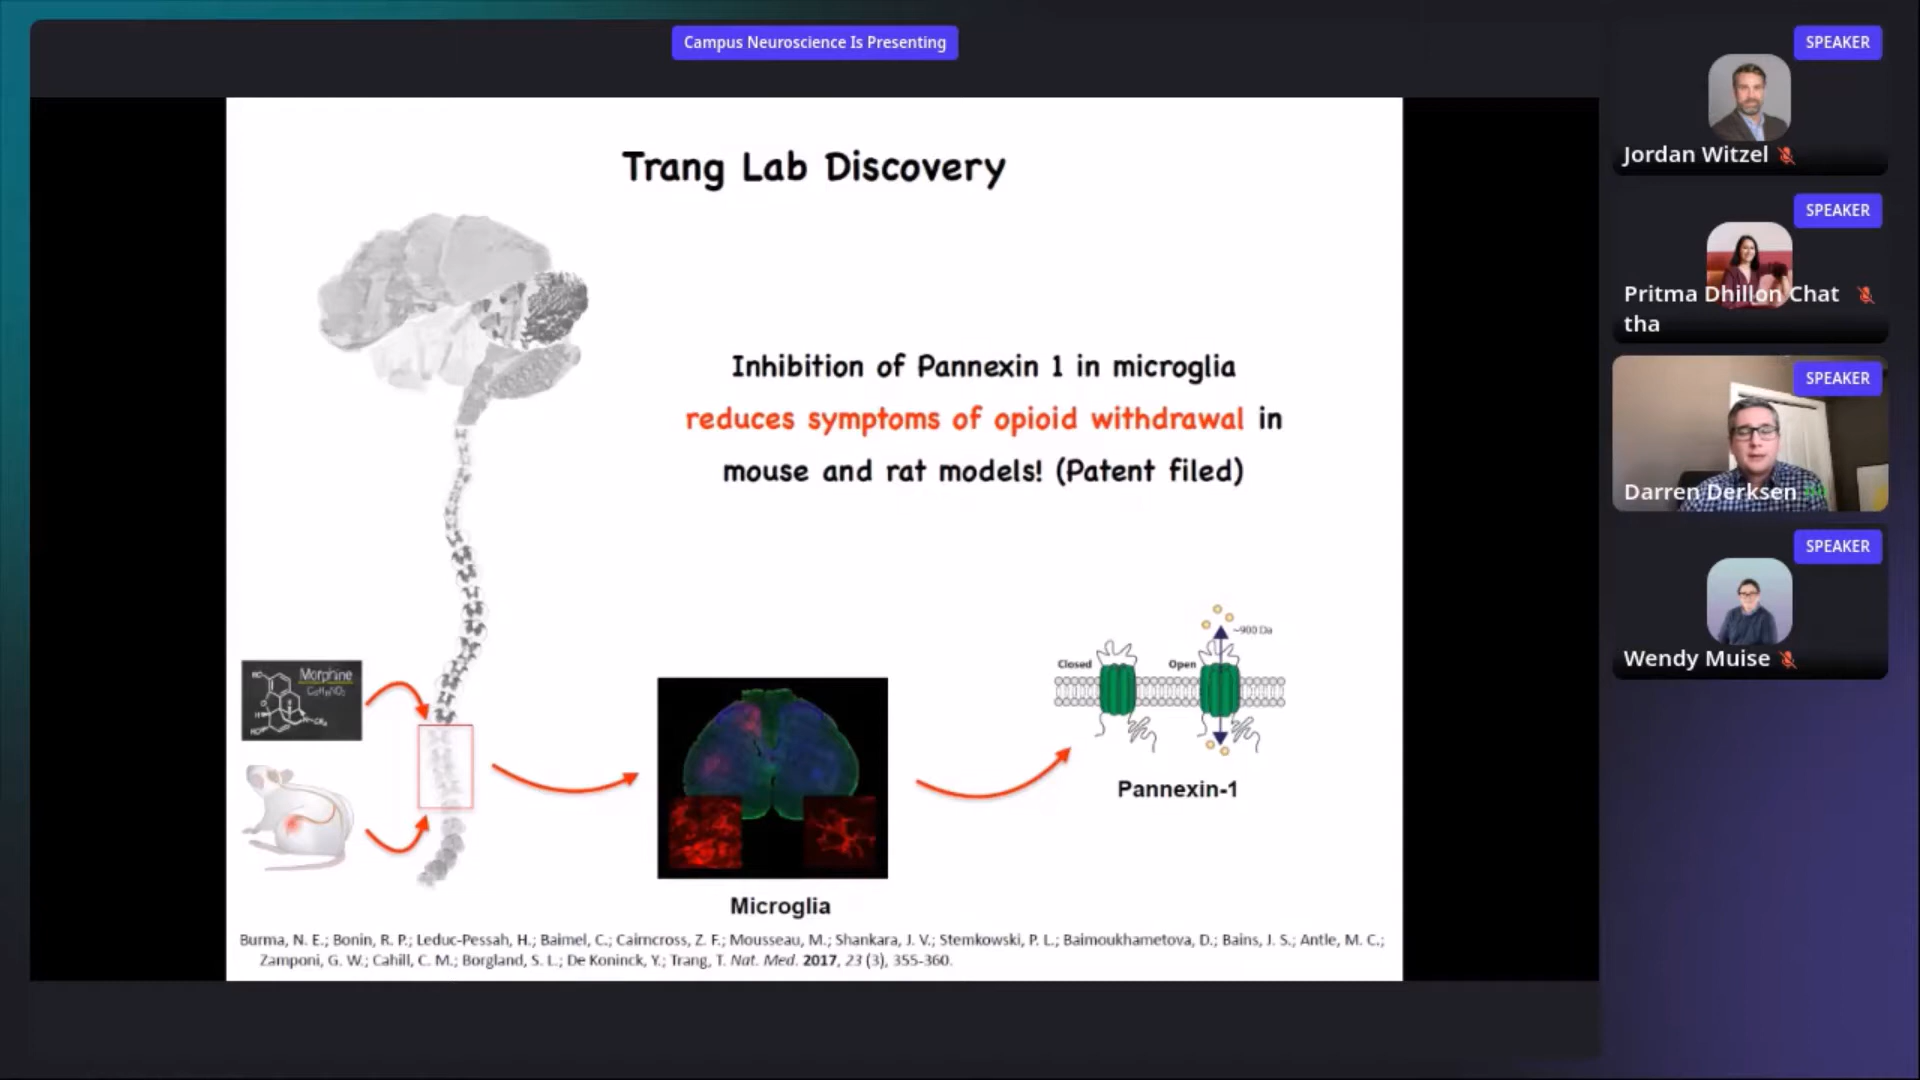 Campus Neuroscience Is Presenting
Trang Lab Discovery
Inhibition of Pannexin 1 in microglia
reduces symptoms of opioid withdrawal in
mouse and rat models! (Patent filed)
Morphine
Closed
Open
~900 Da
Pannexin-1
Microglia
Burma, N. E.; Bonin, R. P.; Leduc-Pessah, H.; Baimel, C.; Cairncross, Z. F.; Mousseau, M.; Shankara, J. V.; Stemkowski, P. L.; Baimoukhametova, D.; Bains, J. S.; Antle, M. C.;
Zamponi, G. W.; Cahill, C. M.; Borgland, S. L.; De Koninck, Y.; Trang, T. Nat. Med. 2017, 23 (3), 355-360.
SPEAKER
Jordan Witzel
SPEAKER
Pritma Dhillon Chat
tha
SPEAKER
Darren Derksen
SPEAKER
Wendy Muise